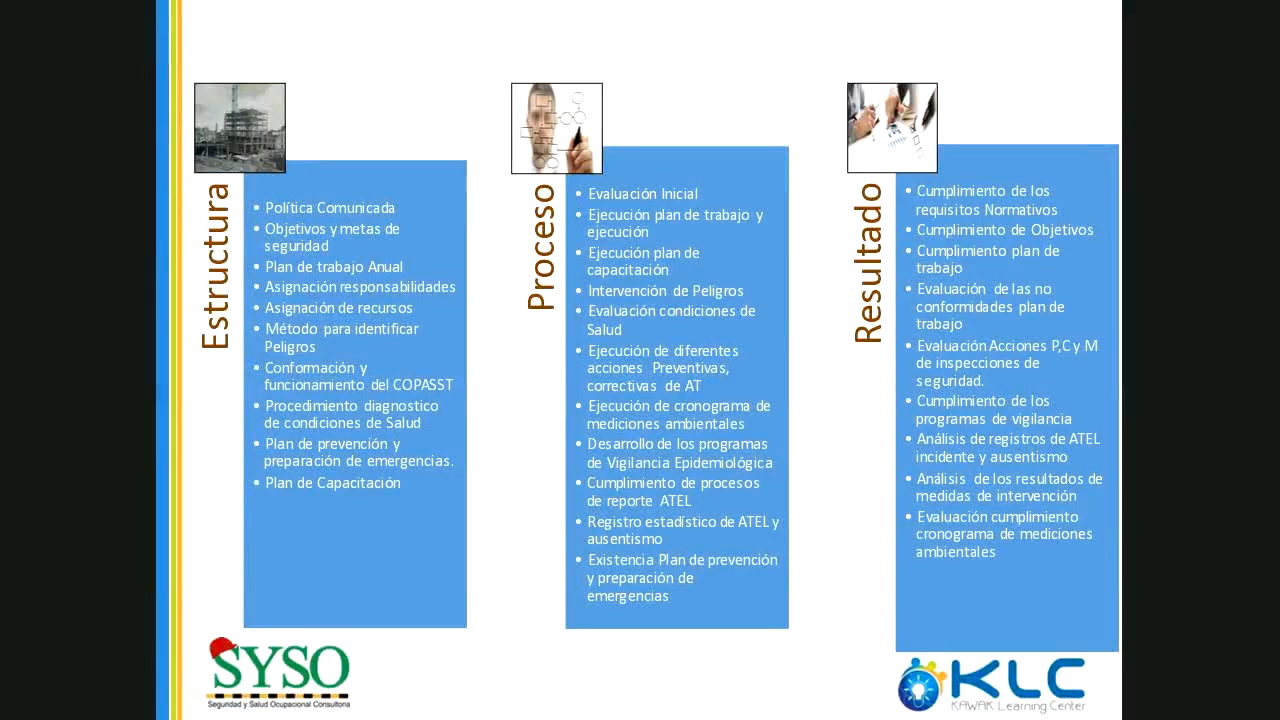 Estructura
• Política Comunicada
• Objetivos y metas de
seguridad
• Plan de trabajo Anual
• Asignación responsabilidades
• Asignación de recursos
• Método para identificar
Peligros
• Conformación y
funcionamiento del COPASST
• Procedimiento diagnostico
de condiciones de Salud
• Plan de prevención y
preparación de emergencias.
• Plan de Capacitación
Proceso
• Evaluación Inicial
• Ejecución plan de trabajo y
ejecución
• Ejecución plan de
capacitación
• Intervención de Peligros
• Evaluación condiciones de
Salud
• Ejecución de diferentes
acciones Preventivas,
correctivas de AT
• Ejecución de cronograma de
mediciones ambientales
• Desarrollo de los programas
de Vigilancia Epidemiológica
• Cumplimiento de procesos
de reporte ATEL
• Registro estadístico de ATEL y
ausentismo
• Existencia Plan de prevención
y preparación de
emergencias
Resultado
• Cumplimiento de los
requisitos Normativos
• Cumplimiento de Objetivos
• Cumplimiento plan de
trabajo
• Evaluación de las no
conformidades plan de
trabajo
• Evaluación Acciones P,C y M
de inspecciones de
seguridad.
• Cumplimiento de los
programas de vigilancia
• Análisis de registros de ATEL
incidente y ausentismo
• Análisis de los resultados de
medidas de intervención
• Evaluación cumplimiento
cronograma de mediciones
ambientales
SYSO
Seguridad y Salud Ocupacional Consultoria
KLC
KAWAK Learning Center